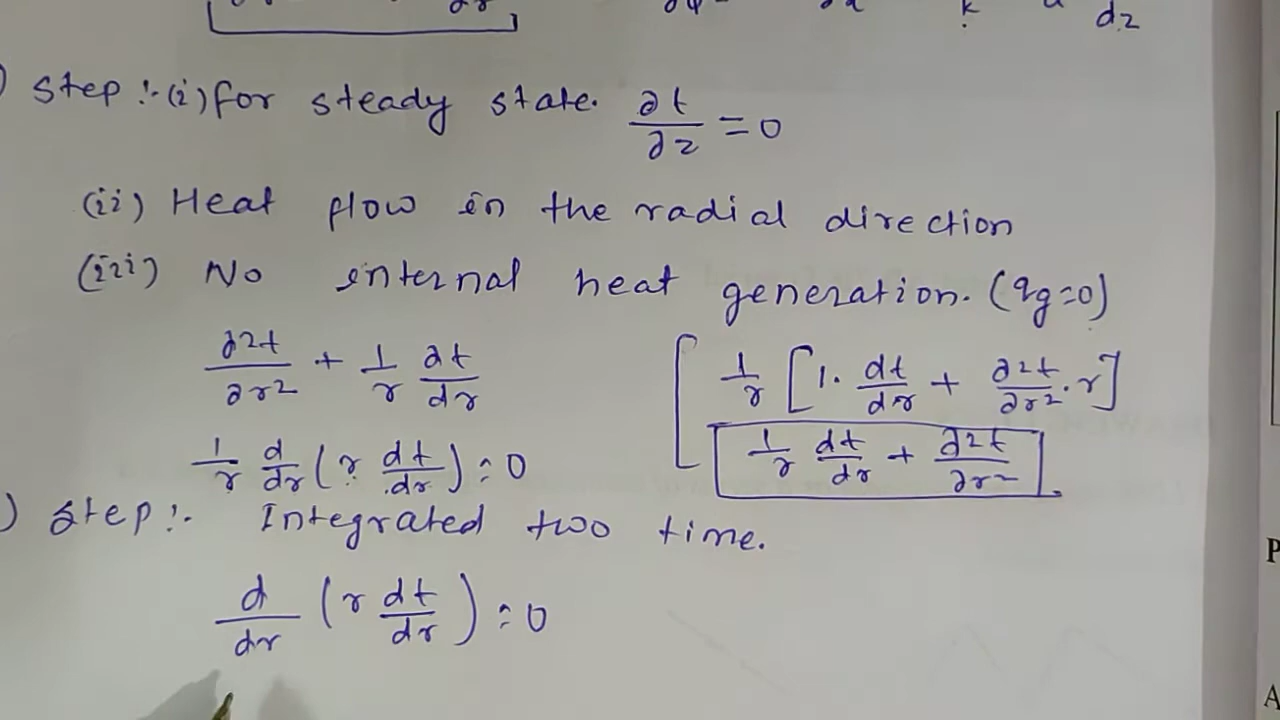 ∂r
k
dz
) step :- (i) for steady state. ∂t/∂z = 0
(ii) Heat flow in the radial direction
(iii) No internal heat generation. (qg=0)
∂2t/∂r2 + 1/r ∂t/dr
1/r [1. dt/dr + ∂2t/∂r2 . r]
1/r dt/dr + ∂2t/∂r2
1/r d/dr (r dt/dr) = 0
) step :- Integrated two time.
d/dr (r dt/dr) = 0
P
A